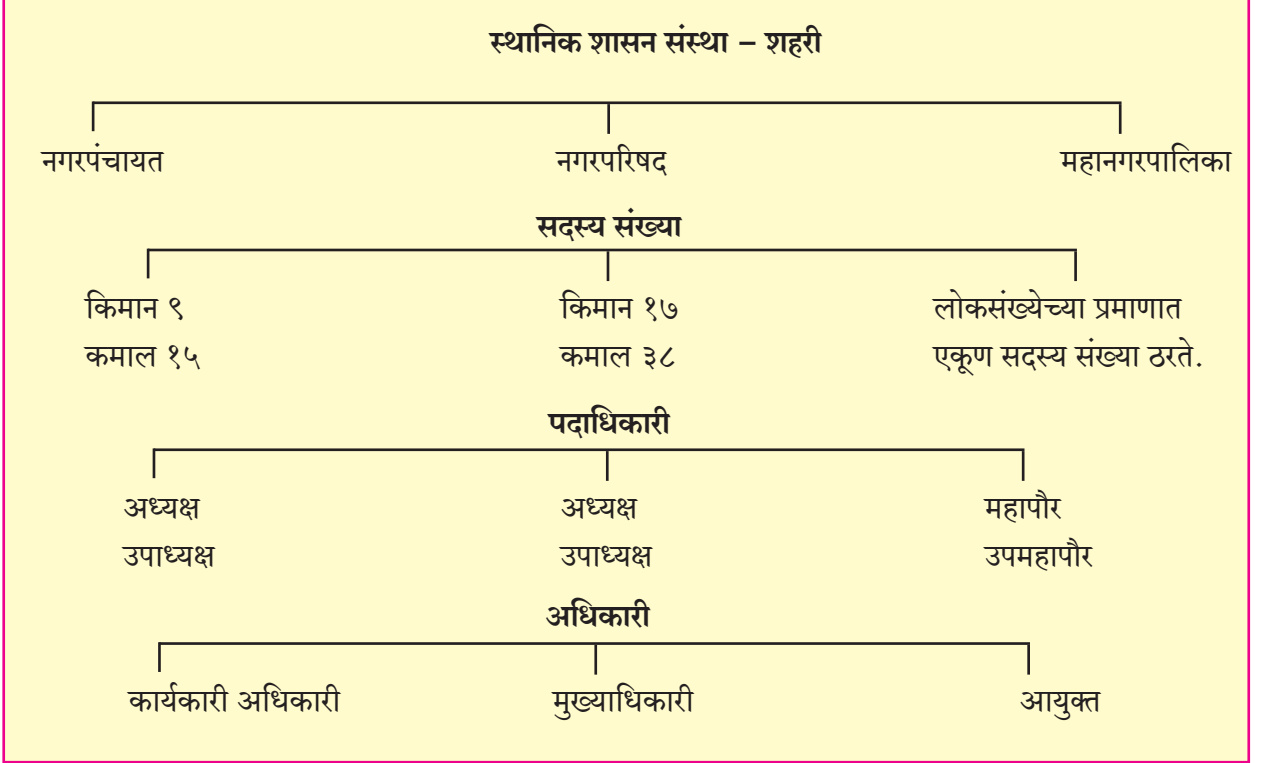 स्थानिक शासन संस्था – शहरी
नगरपंचायत नगरपरिषद महानगरपालिका
सदस्य संख्या
किमान ९ किमान १७ लोकसंख्येच्या प्रमाणात
कमाल १५ कमाल ३८ एकूण सदस्य संख्या ठरते.
पदाधिकारी
अध्यक्ष अध्यक्ष महापौर
उपाध्यक्ष उपाध्यक्ष उपमहापौर
अधिकारी
कार्यकारी अधिकारी मुख्याधिकारी आयुक्त